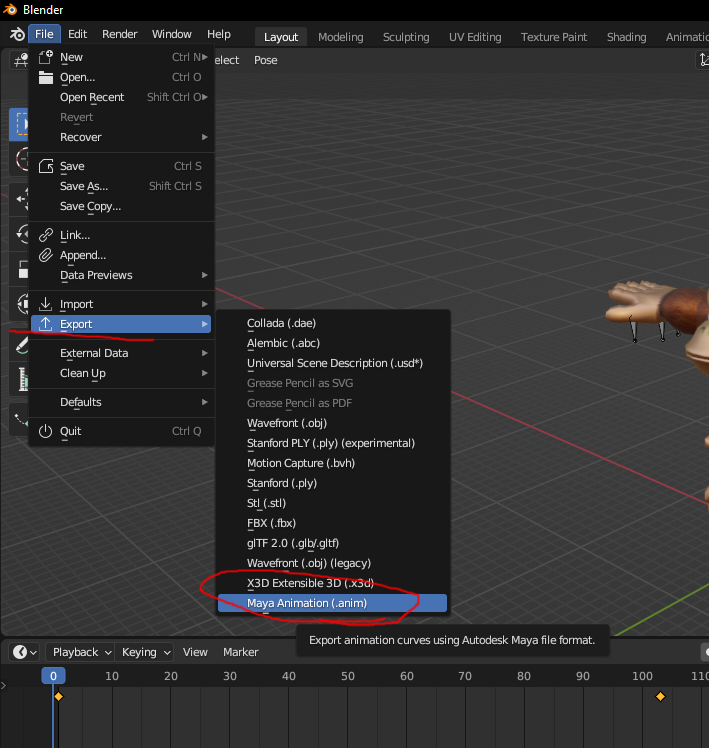 Blender
File Edit Render Window Help Layout Modeling Sculpting UV Editing Texture Paint Shading Animatio
New Ctrl N
elect Pose
Open... Ctrl O
Open Recent Shift Ctrl O
Revert
Recover
Save Ctrl S
Save As... Shift Ctrl S
Save Copy...
Link...
Append...
Data Previews
Import
Export
External Data
Clean Up
Defaults
Quit Ctrl Q
Collada (.dae)
Alembic (.abc)
Universal Scene Description (.usd*)
Grease Pencil as SVG
Grease Pencil as PDF
Wavefront (.obj)
Stanford PLY (.ply) (experimental)
Motion Capture (.bvh)
Stanford (.ply)
Stl (.stl)
FBX (.fbx)
glTF 2.0 (.glb/.gltf)
Wavefront (.obj) (legacy)
X3D Extensible 3D (.x3d)
Maya Animation (.anim)
Export animation curves using Autodesk Maya file format.
Playback Keying View Marker
0 10 20 30 40 50 60 70 80 90 100 110